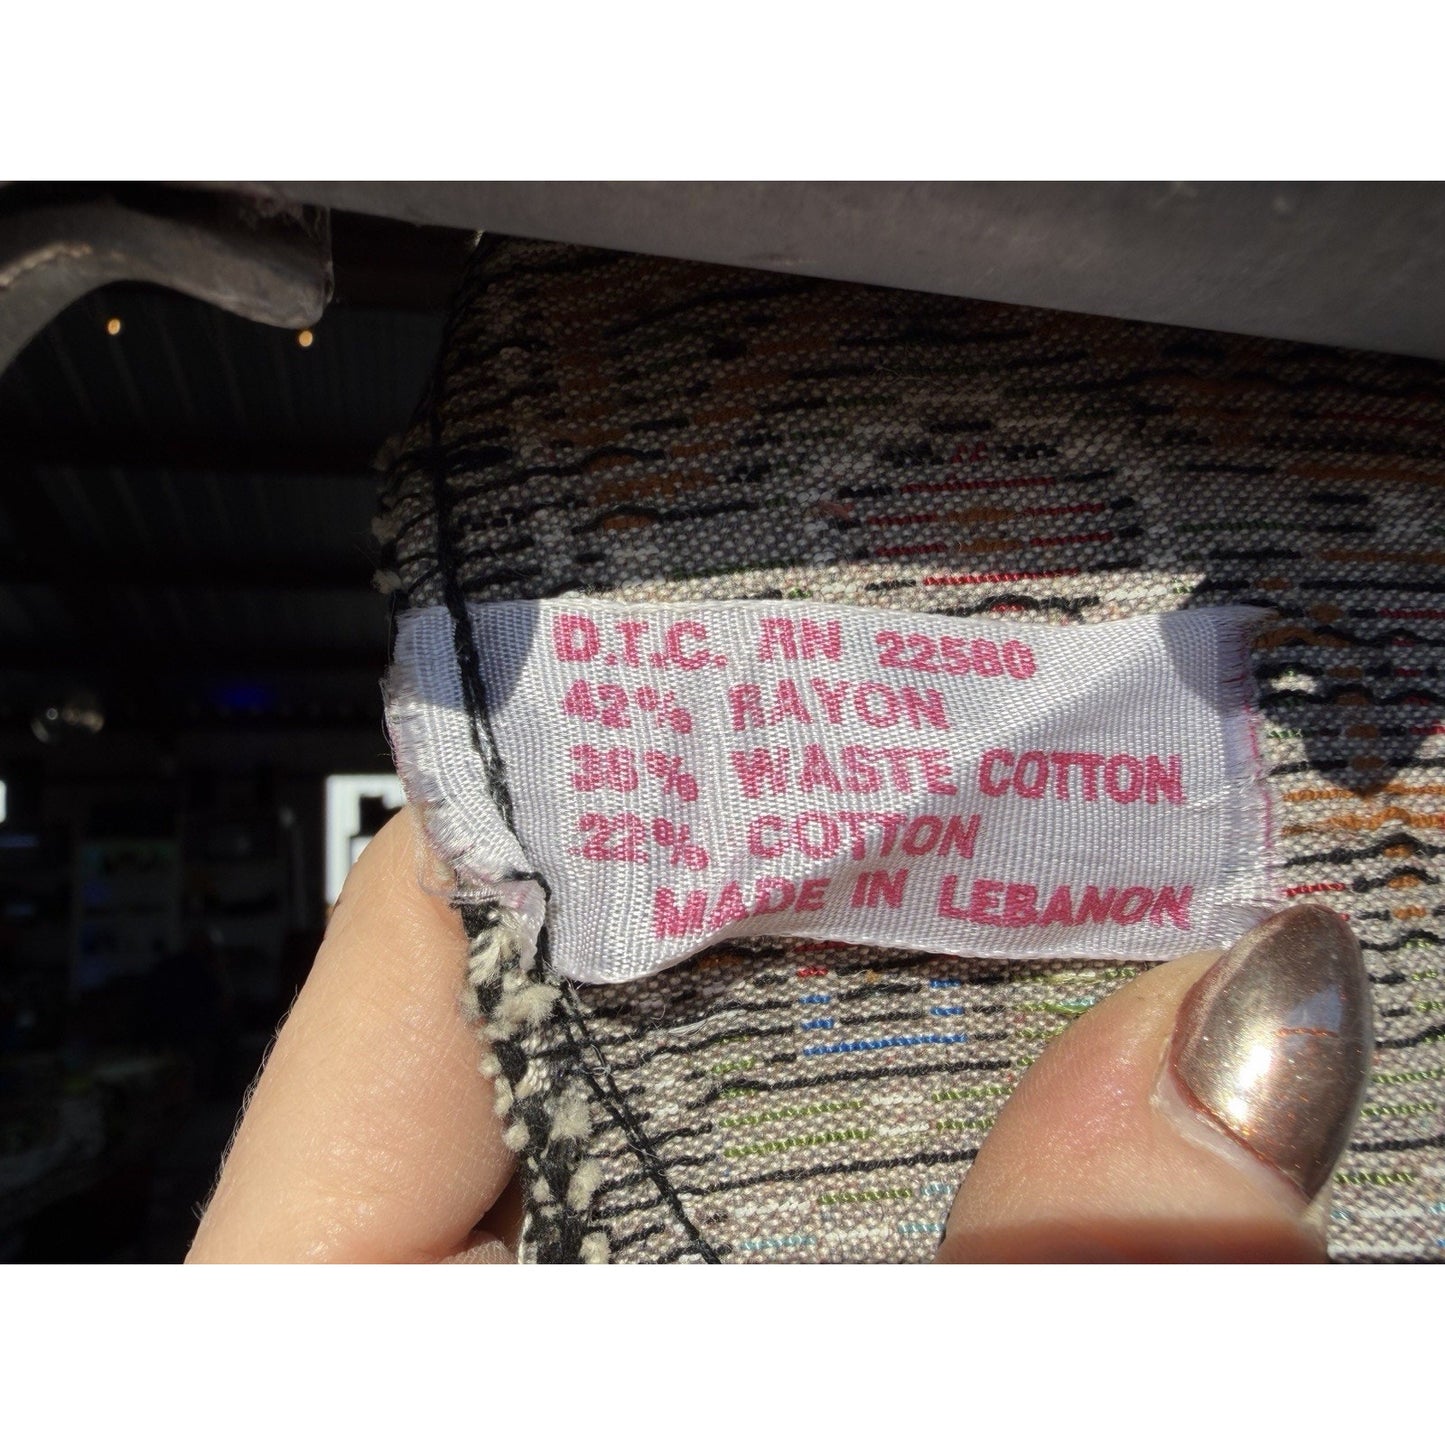 D.T.C. RN 22580
42% RAYON
36% WASTE COTTON
22% COTTON
MADE IN LEBANON